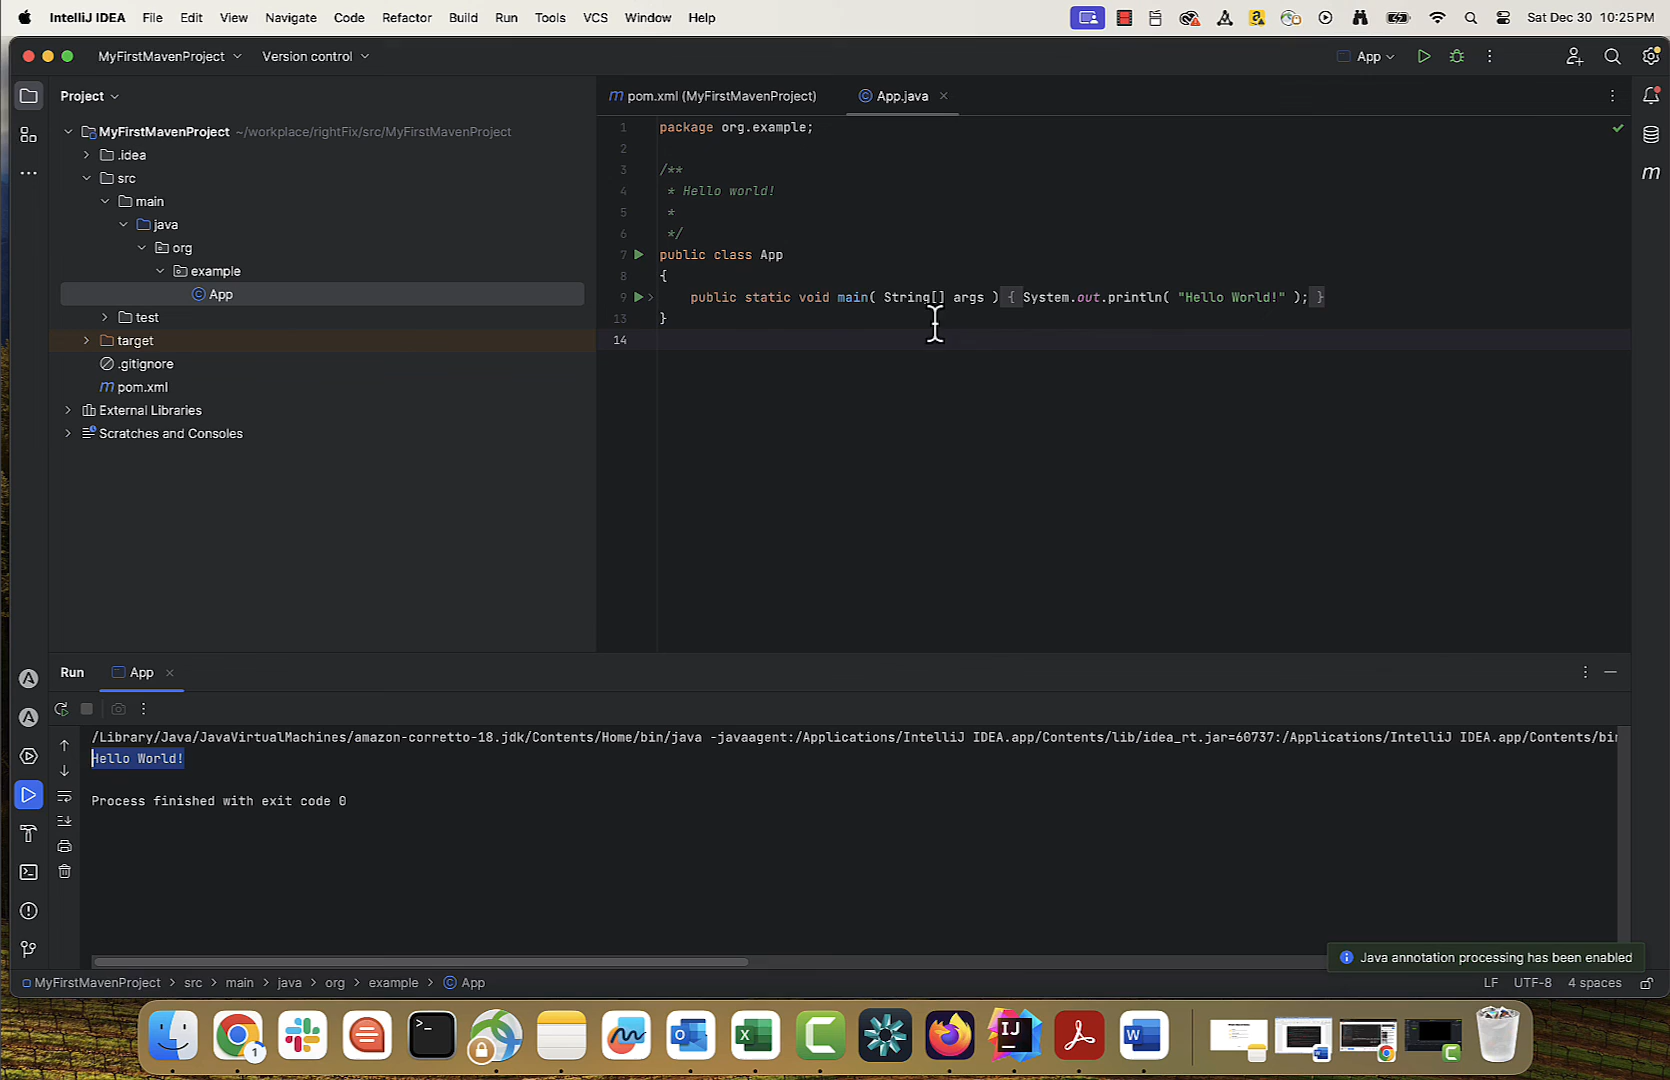 IntelliJ IDEA File Edit View Navigate Code Refactor Build Run Tools VCS Window Help Sat Dec 30 10:25 PM
MyFirstMavenProject Version control App
Project
pom.xml (MyFirstMavenProject) App.java
MyFirstMavenProject ~/workplace/rightFix/src/MyFirstMavenProject
.idea
src
main
java
org
example
App
test
target
.gitignore
pom.xml
External Libraries
Scratches and Consoles
1 package org.example;
2
3 /**
4 * Hello world!
5 *
6 */
7 public class App
8 {
9 public static void main( String[] args ) { System.out.println( "Hello World!" ); }
13 }
14
Run App
/Library/Java/JavaVirtualMachines/amazon-corretto-18.jdk/Contents/Home/bin/java -javaagent:/Applications/IntelliJ IDEA.app/Contents/lib/idea_rt.jar=60737:/Applications/IntelliJ IDEA.app/Contents/bin
Hello World!
Process finished with exit code 0
Java annotation processing has been enabled
MyFirstMavenProject src main java org example App LF UTF-8 4 spaces